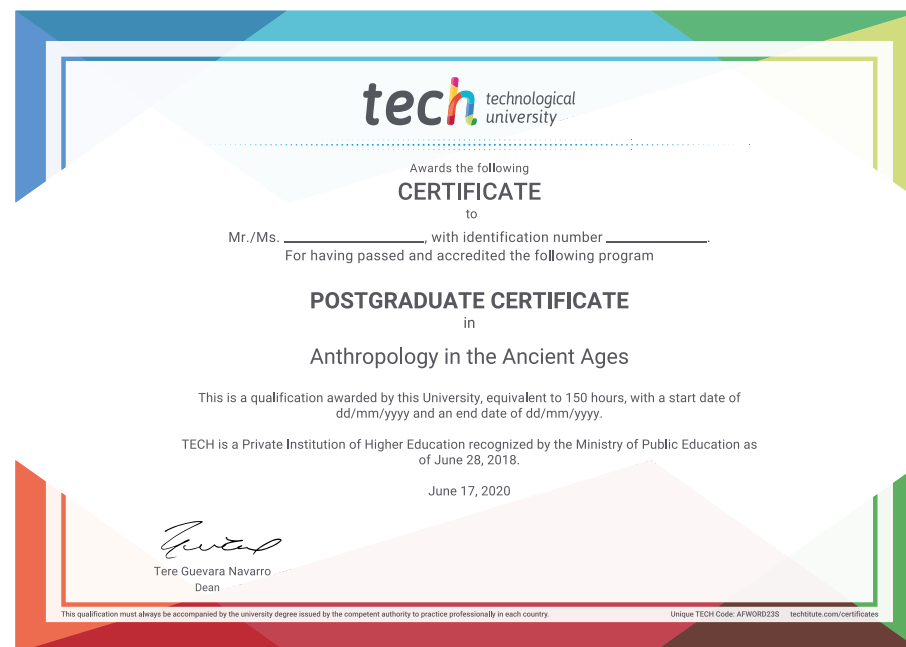 tech technological
university
Awards the following
CERTIFICATE
to
Mr./Ms. ____________________, with identification number ______________.
For having passed and accredited the following program
POSTGRADUATE CERTIFICATE
in
Anthropology in the Ancient Ages
This is a qualification awarded by this University, equivalent to 150 hours, with a start date of
dd/mm/yyyy and an end date of dd/mm/yyyy.
TECH is a Private Institution of Higher Education recognized by the Ministry of Public Education as
of June 28, 2018.
June 17, 2020
Tere Guevara Navarro
Dean
This qualification must always be accompanied by the university degree issued by the competent authority to practice professionally in each country. Unique TECH Code: AFWORD23S techtitute.com/certificates